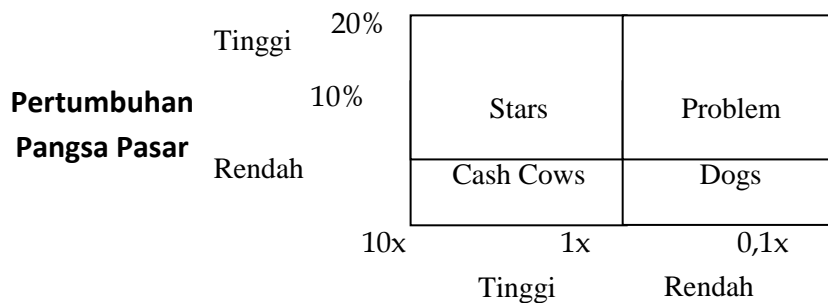 Tinggi 20%
Pertumbuhan
Pangsa Pasar
10%
Stars Problem
Rendah
Cash Cows Dogs
10x 1x 0,1x
Tinggi Rendah